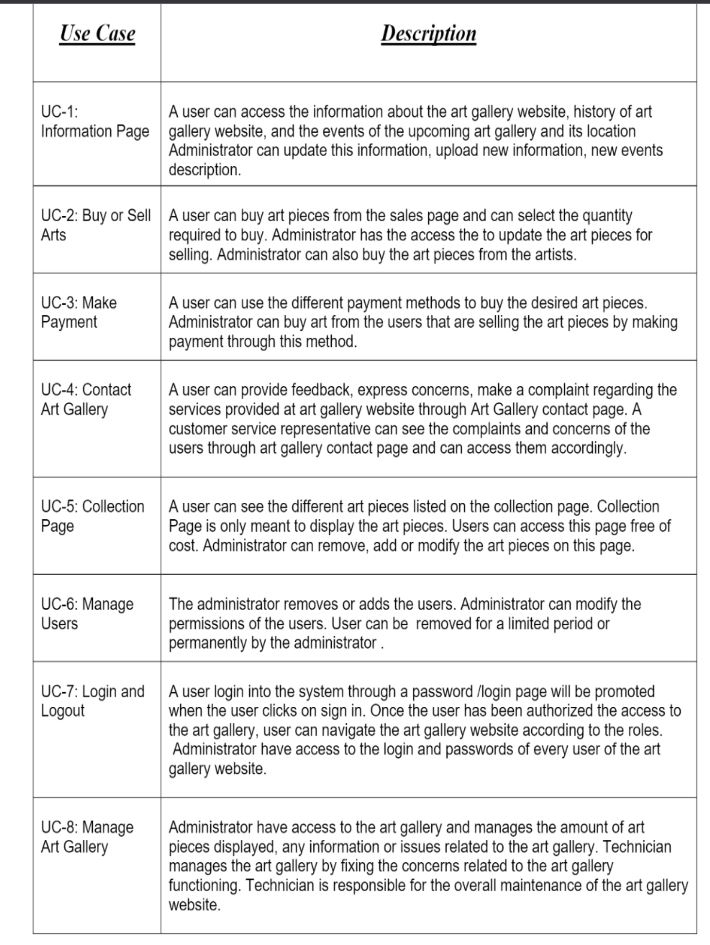 Use Case
Description
UC-1:
Information Page
A user can access the information about the art gallery website, history of art
gallery website, and the events of the upcoming art gallery and its location
Administrator can update this information, upload new information, new events
description.
UC-2: Buy or Sell
Arts
A user can buy art pieces from the sales page and can select the quantity
required to buy. Administrator has the access the to update the art pieces for
selling. Administrator can also buy the art pieces from the artists.
UC-3: Make
Payment
A user can use the different payment methods to buy the desired art pieces.
Administrator can buy art from the users that are selling the art pieces by making
payment through this method.
UC-4: Contact
Art Gallery
A user can provide feedback, express concerns, make a complaint regarding the
services provided at art gallery website through Art Gallery contact page. A
customer service representative can see the complaints and concerns of the
users through art gallery contact page and can access them accordingly.
UC-5: Collection
Page
A user can see the different art pieces listed on the collection page. Collection
Page is only meant to display the art pieces. Users can access this page free of
cost. Administrator can remove, add or modify the art pieces on this page.
UC-6: Manage
Users
The administrator removes or adds the users. Administrator can modify the
permissions of the users. User can be  removed for a limited period or
permanently by the administrator .
UC-7: Login and
Logout
A user login into the system through a password /login page will be promoted
when the user clicks on sign in. Once the user has been authorized the access to
the art gallery, user can navigate the art gallery website according to the roles.
Administrator have access to the login and passwords of every user of the art
gallery website.
UC-8: Manage
Art Gallery
Administrator have access to the art gallery and manages the amount of art
pieces displayed, any information or issues related to the art gallery. Technician
manages the art gallery by fixing the concerns related to the art gallery
functioning. Technician is responsible for the overall maintenance of the art gallery
website.